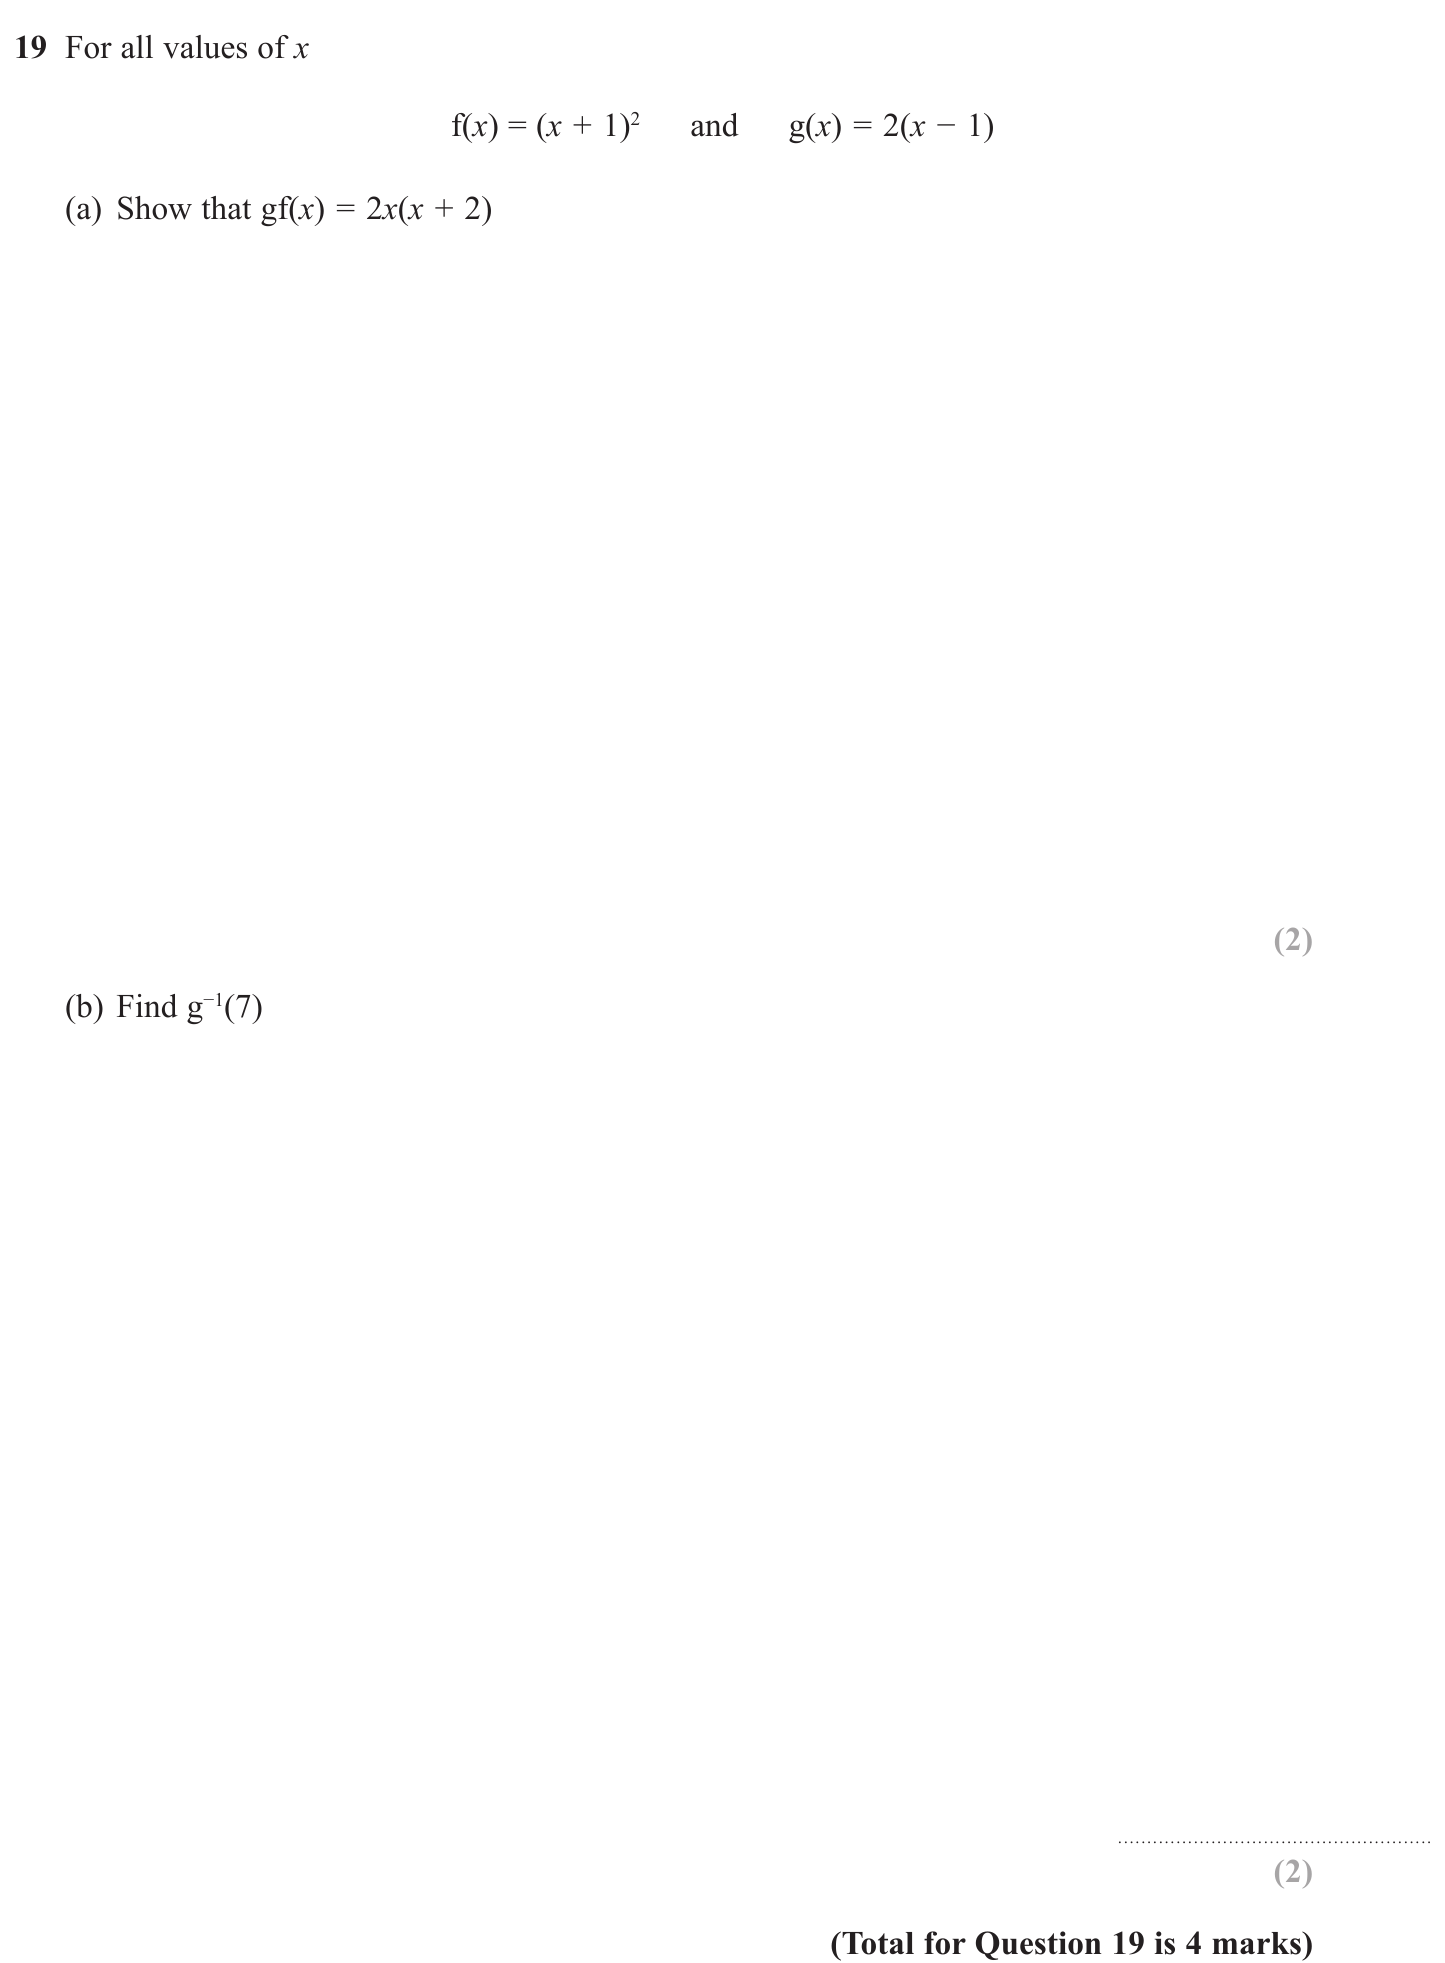 19 For all values of x
f(x) = (x + 1)² and g(x) = 2(x − 1)
(a) Show that gf(x) = 2x(x + 2)
(2)
(b) Find g⁻¹(7)
(2)
(Total for Question 19 is 4 marks)